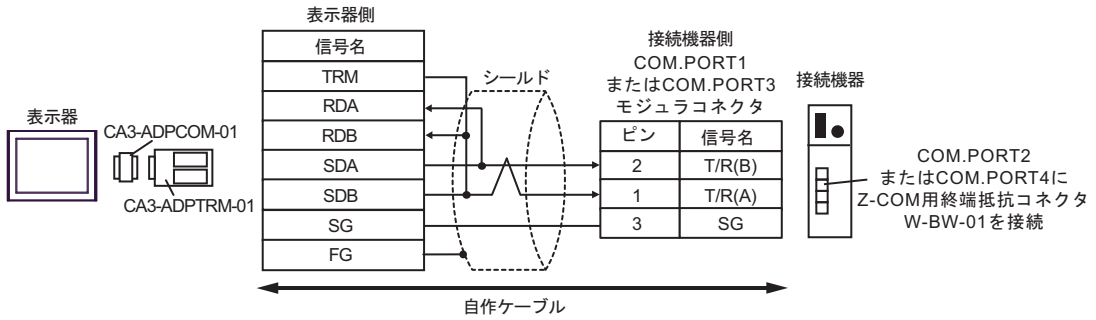 表示器側
信号名
TRM
RDA
RDB
SDA
SDB
SG
FG
シールド
接続機器側
COM.PORT1
またはCOM.PORT3
モジュラコネクタ
ピン 信号名
2 T/R(B)
1 T/R(A)
3 SG
接続機器
表示器
CA3-ADPCOM-01
CA3-ADPTRM-01
COM.PORT2
またはCOM.PORT4に
Z-COM用終端抵抗コネクタ
W-BW-01を接続
自作ケーブル